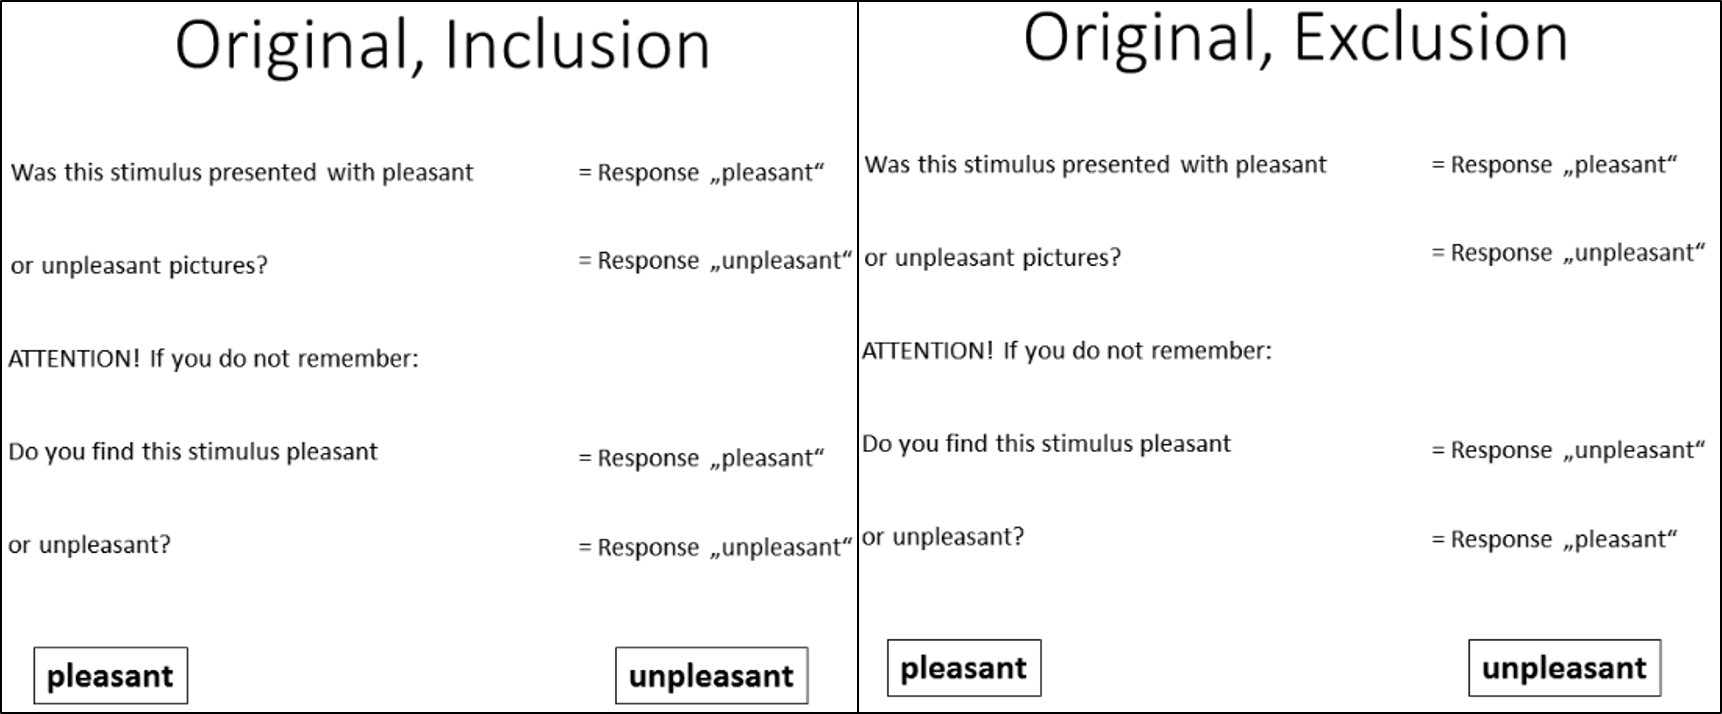 Original, Inclusion
Was this stimulus presented with pleasant = Response „pleasant“
or unpleasant pictures? = Response „unpleasant“
ATTENTION! If you do not remember:
Do you find this stimulus pleasant = Response „pleasant“
or unpleasant? = Response „unpleasant“
pleasant unpleasant
Original, Exclusion
Was this stimulus presented with pleasant = Response „pleasant“
or unpleasant pictures? = Response „unpleasant“
ATTENTION! If you do not remember:
Do you find this stimulus pleasant = Response „unpleasant“
or unpleasant? = Response „pleasant“
pleasant unpleasant